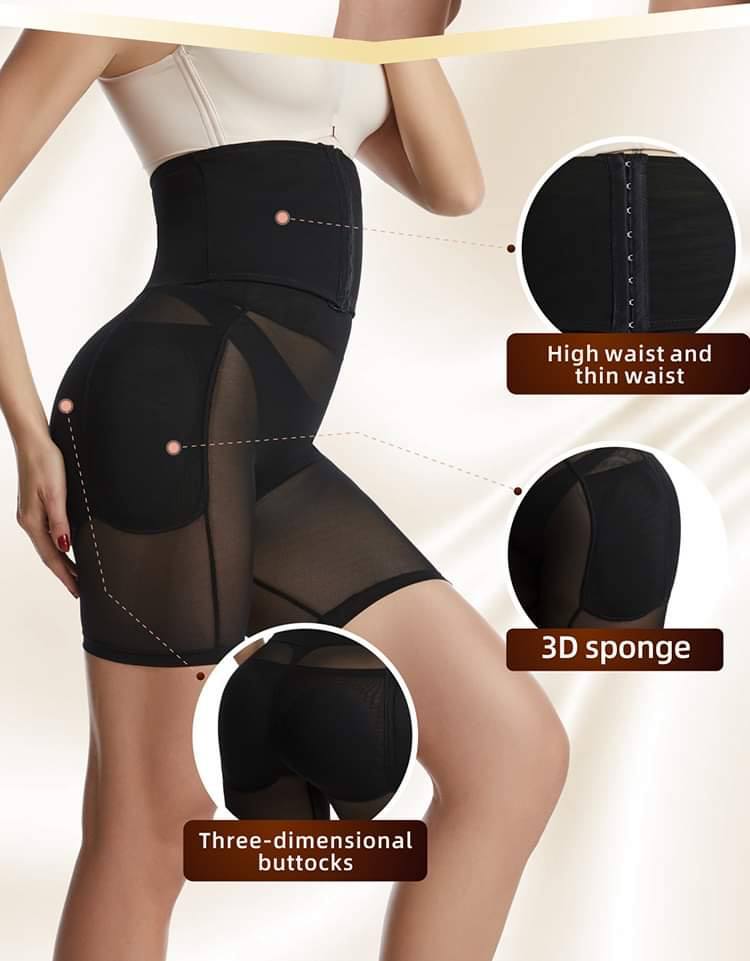 High waist and
thin waist
3D sponge
Three-dimensional
buttocks